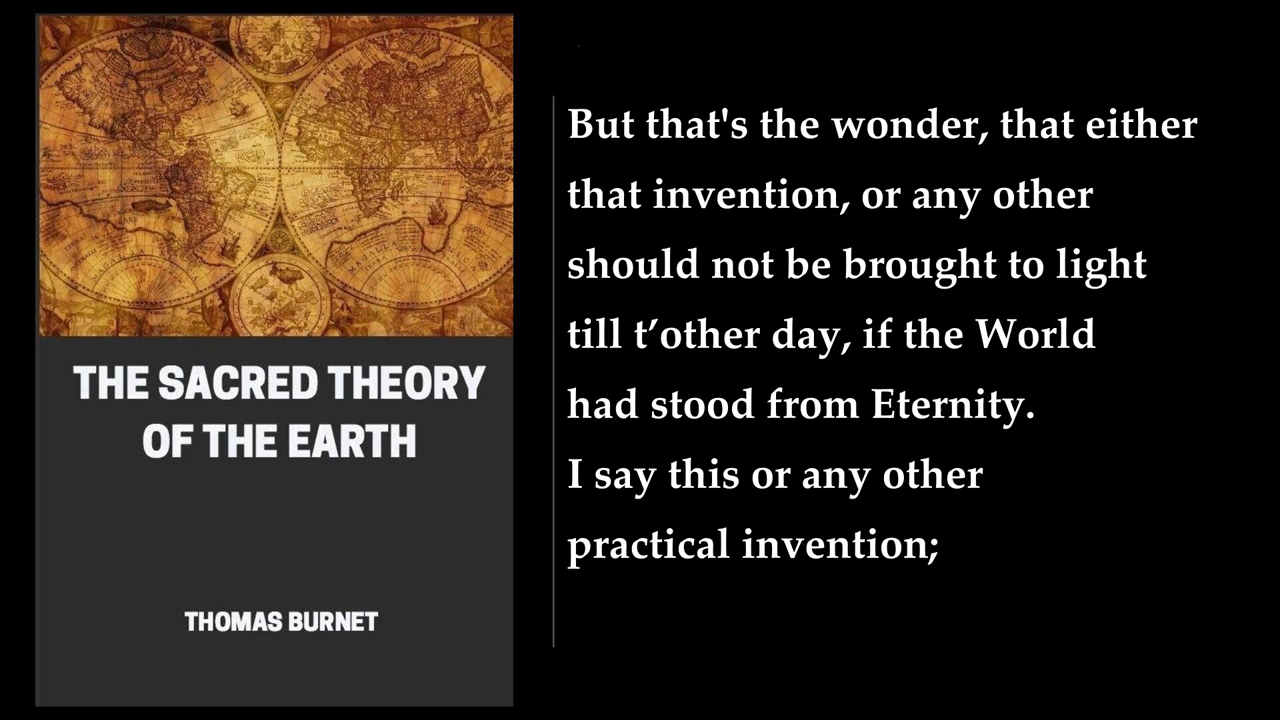 THE SACRED THEORY
OF THE EARTH
THOMAS BURNET
But that's the wonder, that either
that invention, or any other
should not be brought to light
till t’other day, if the World
had stood from Eternity.
I say this or any other
practical invention;